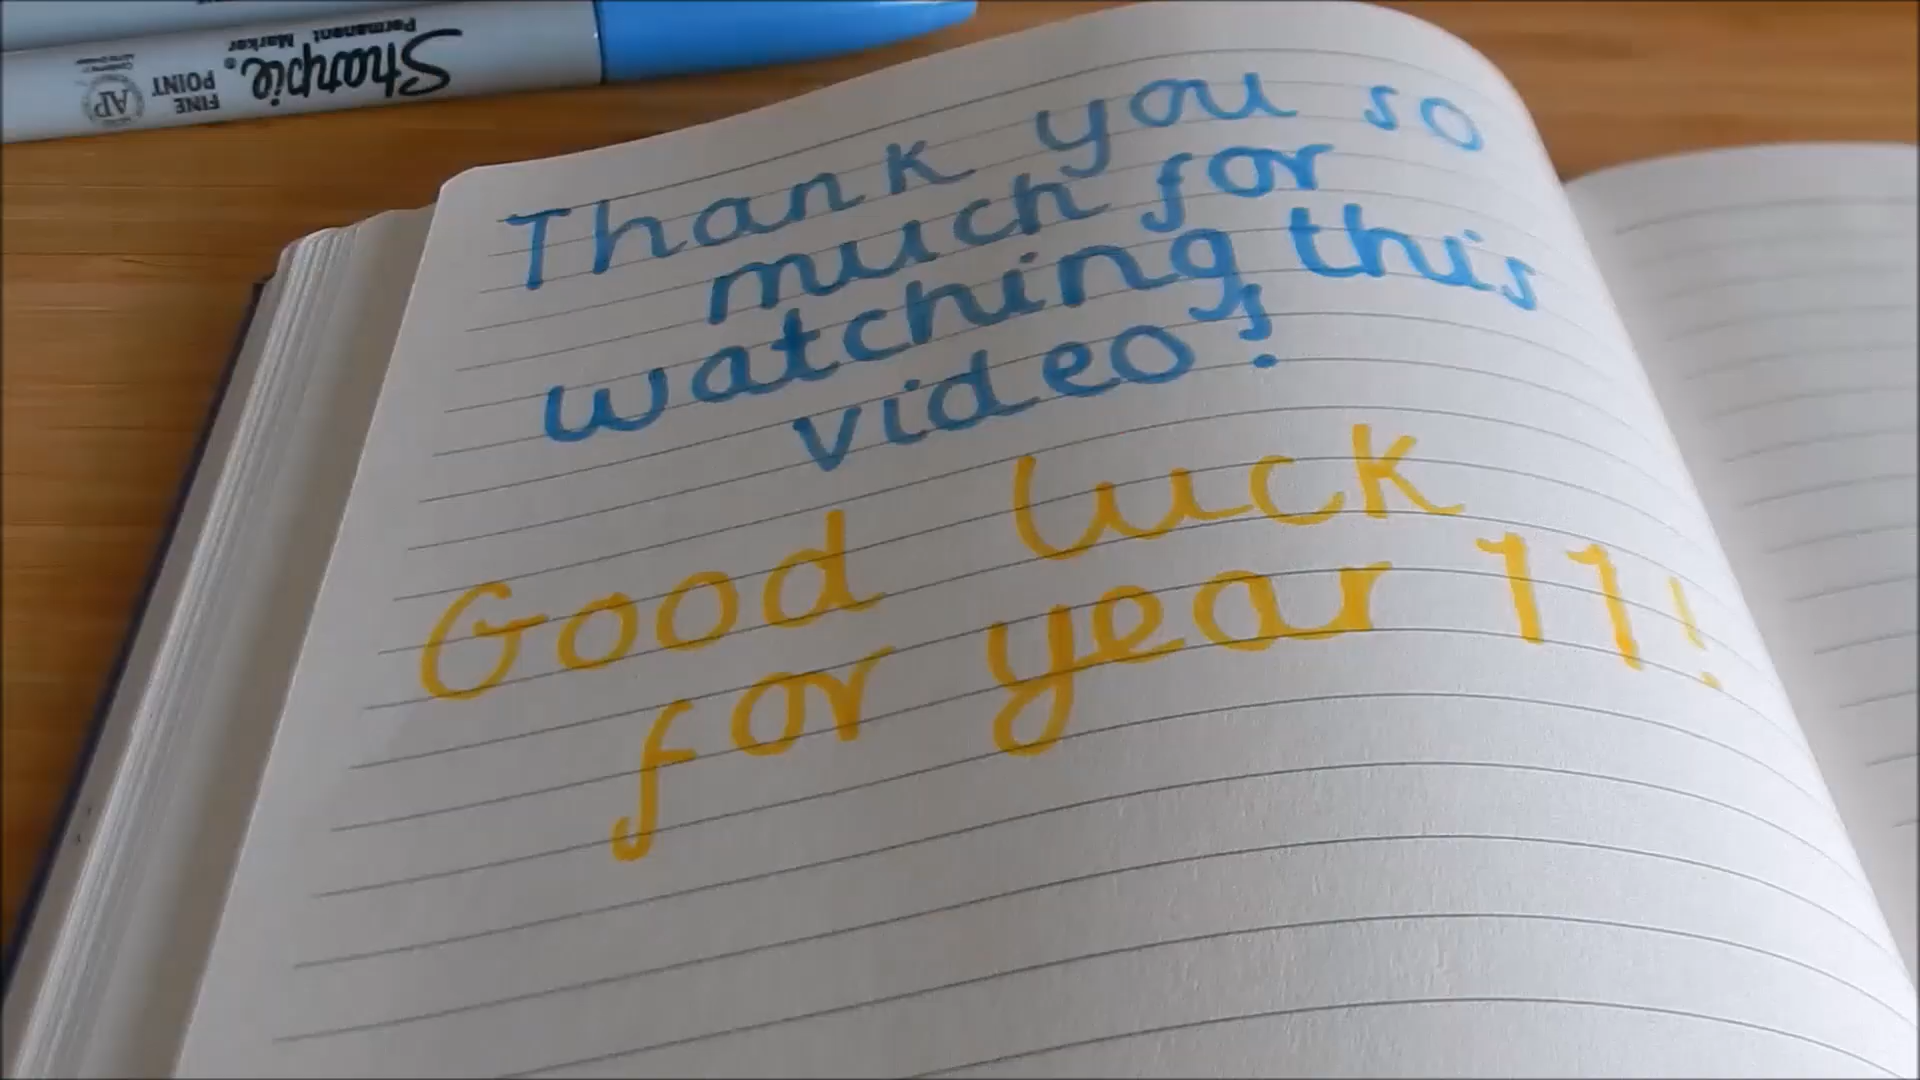 Sharpie®
Permanent Marker
FINE
POINT
AP
Thank you so
much for
watching this
video!
Good luck
for year 11!